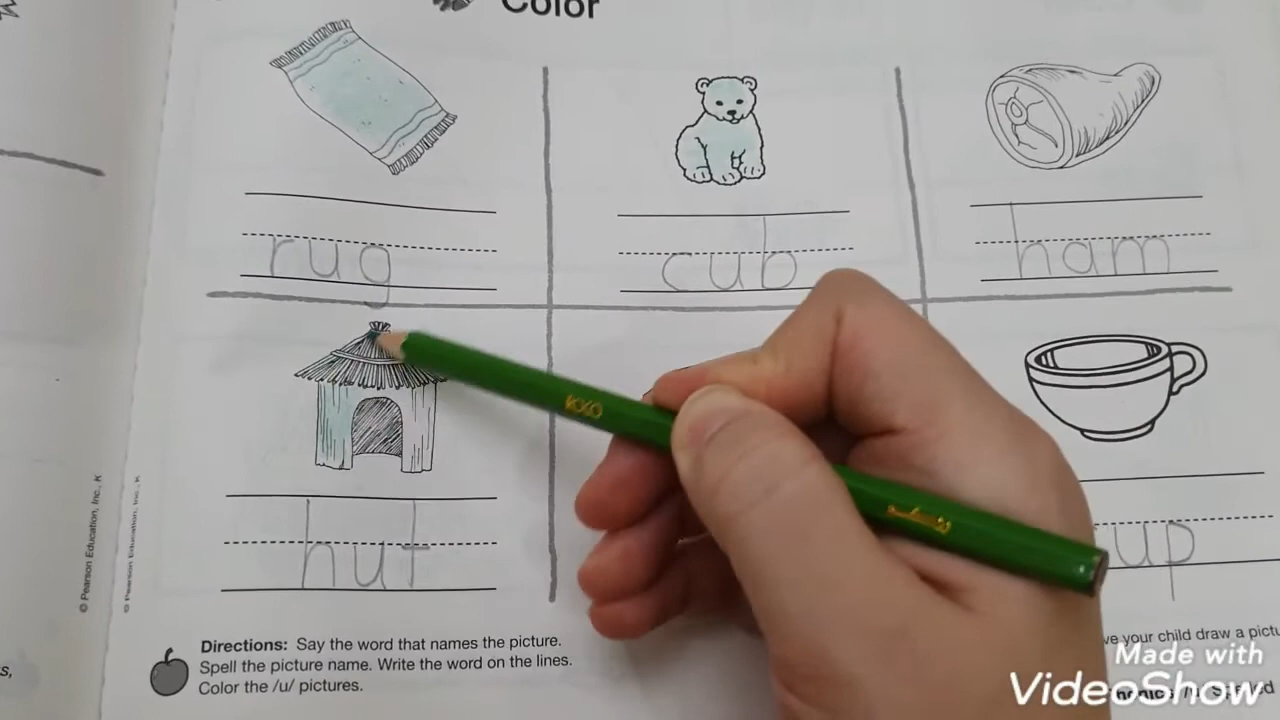 Color
rug
cub
ham
hut
up
© Pearson Education, Inc., K
© Pearson Education, Inc., K
Directions: Say the word that names the picture.
Spell the picture name. Write the word on the lines.
Color the /u/ pictures.
ve your child draw a pictu
Made with
VideoShow